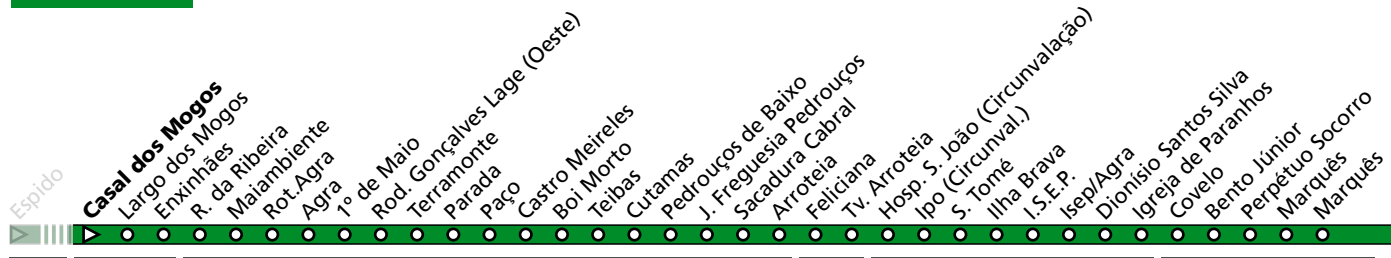 Espido
Casal dos Mogos
Largo dos Mogos
Enxinhães
R. da Ribeira
Maiambiente
Rot.Agra
Agra
1º de Maio
Rod. Gonçalves Lage (Oeste)
Terramonte
Parada
Paço
Castro Meireles
Boi Morto
Teibas
Cutamas
Pedrouços de Baixo
J. Freguesia Pedrouços
Sacadura Cabral
Arroteia
Feliciana
Tv. Arroteia
Hosp. S. João (Circunvalação)
Ipo (Circunval.)
S. Tomé
Ilha Brava
I.S.E.P.
Isep/Agra
Dionísio Santos Silva
Igreja de Paranhos
Covelo
Bento Júnior
Perpétuo Socorro
Marquês
Marquês